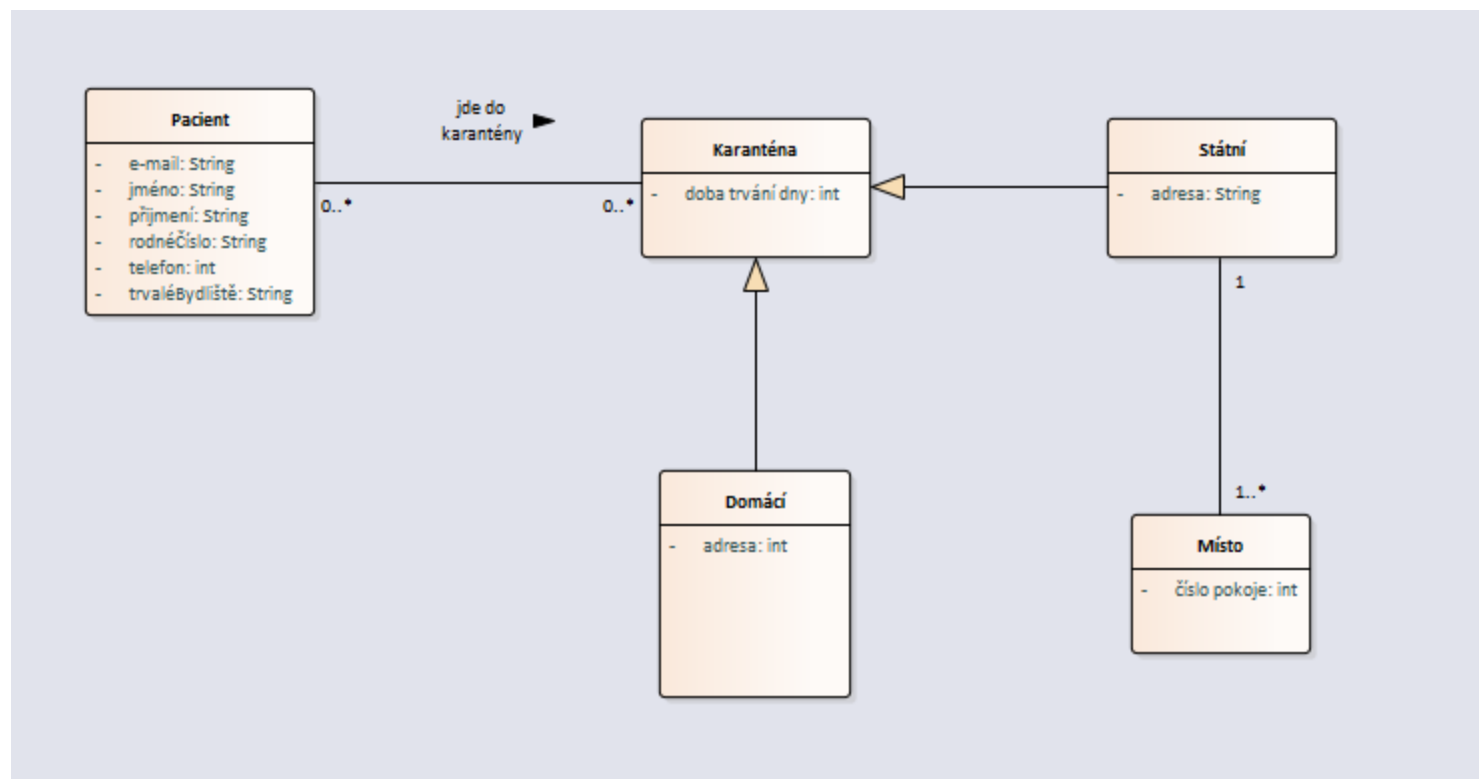 Pacient
- e-mail: String
- jméno: String
- přijmení: String
- rodnéČíslo: String
- telefon: int
- trvaléBydliště: String
jde do
karantény
0..*
0..*
Karanténa
- doba trvání dny: int
Státní
- adresa: String
1
1..*
Domácí
- adresa: int
Místo
- číslo pokoje: int